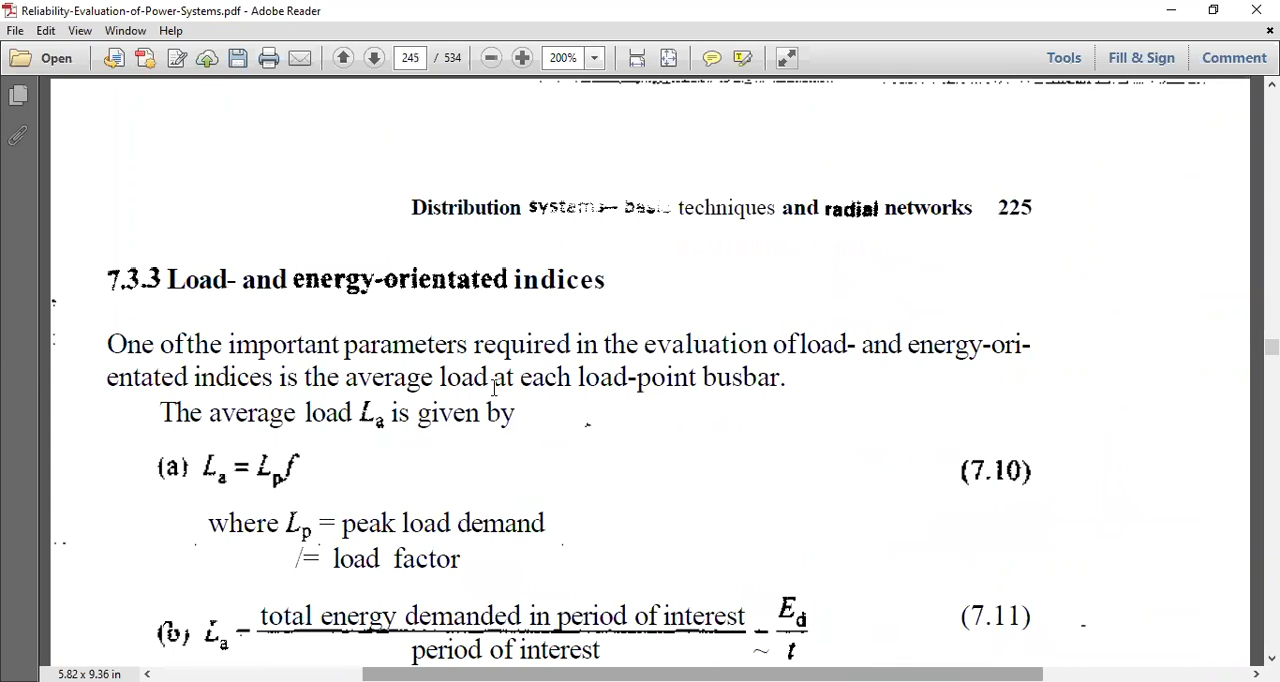 Reliability-Evaluation-of-Power-Systems.pdf - Adobe Reader
File Edit View Window Help
Open 245 / 534 200% Tools Fill & Sign Comment
Distribution systems— basic techniques and radial networks 225
7.3.3 Load- and energy-orientated indices
One of the important parameters required in the evaluation of load- and energy-ori-
entated indices is the average load at each load-point busbar.
The average load La is given by
(a) La = Lpf (7.10)
where Lp = peak load demand
/= load factor
(b) La = total energy demanded in period of interest / period of interest = Ed / t (7.11)
5.82 x 9.36 in